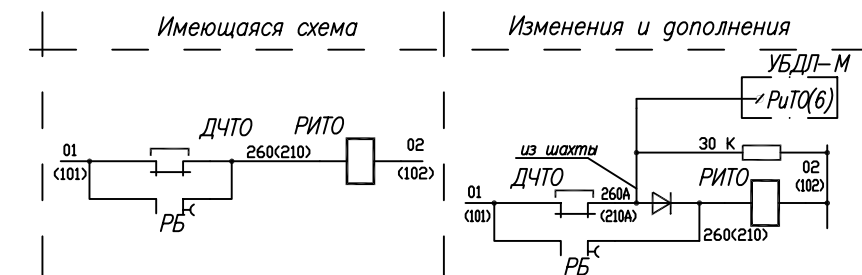 Имеющаяся схема
ДЧТО
РИТО
01
(101)
260(210)
02
(102)
РБ
Изменения и дополнения
УБДЛ-М
РиТО(6)
из шахты
30 К
ДЧТО
РИТО
02
(102)
01
(101)
260А
(210А)
260(210)
РБ